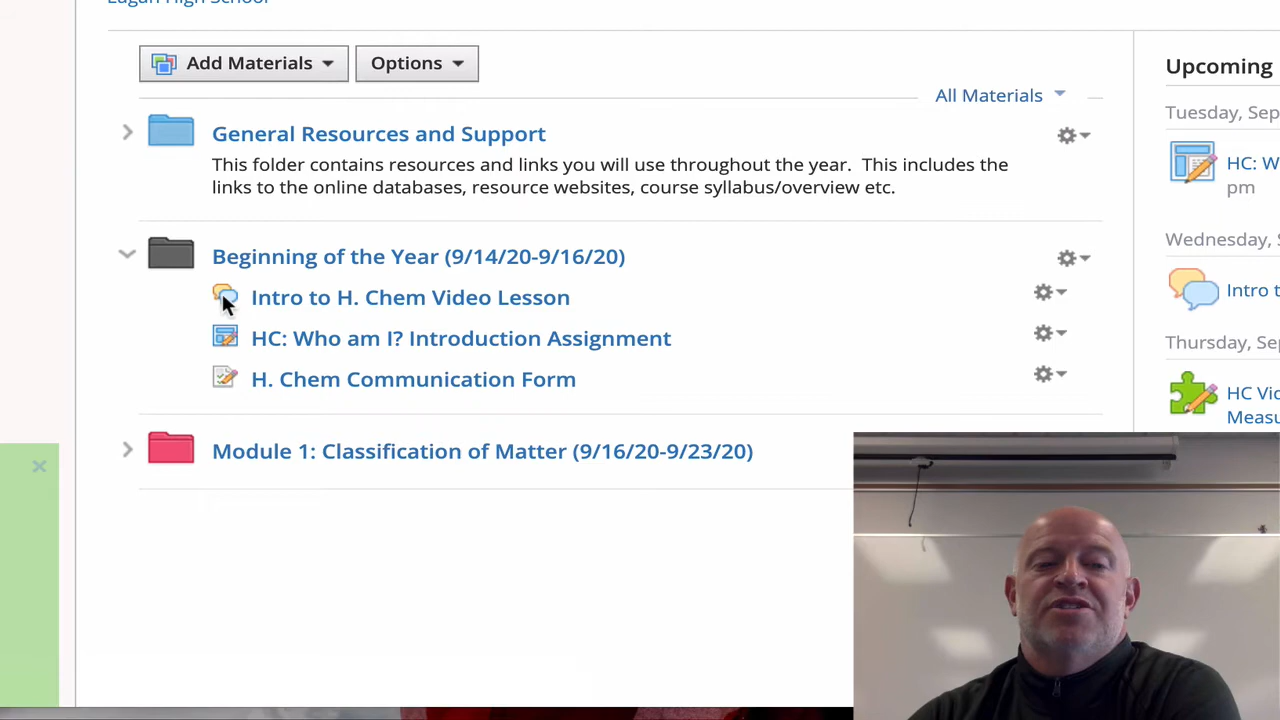 Eagan High School
Add Materials
Options
All Materials
General Resources and Support
This folder contains resources and links you will use throughout the year. This includes the
links to the online databases, resource websites, course syllabus/overview etc.
Beginning of the Year (9/14/20-9/16/20)
Intro to H. Chem Video Lesson
HC: Who am I? Introduction Assignment
H. Chem Communication Form
Module 1: Classification of Matter (9/16/20-9/23/20)
Upcoming
Tuesday, Sep
HC: W
pm
Wednesday, S
Intro t
Thursday, Sep
HC Vid
Measu